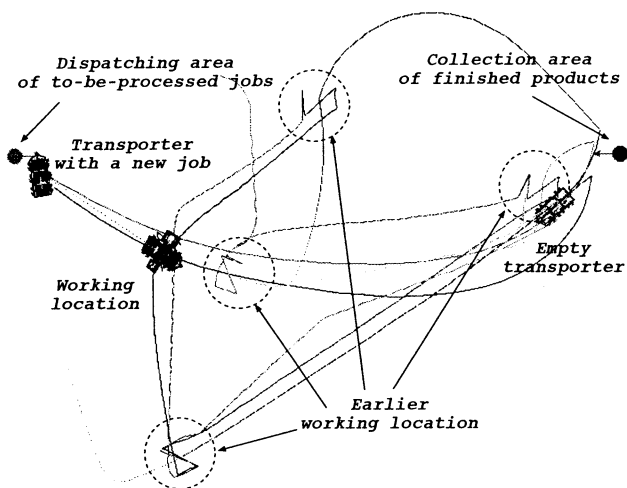 Dispatching area
of to-be-processed jobs
Collection area
of finished products
Transporter
with a new job
Working
location
Empty
transporter
Earlier
working location